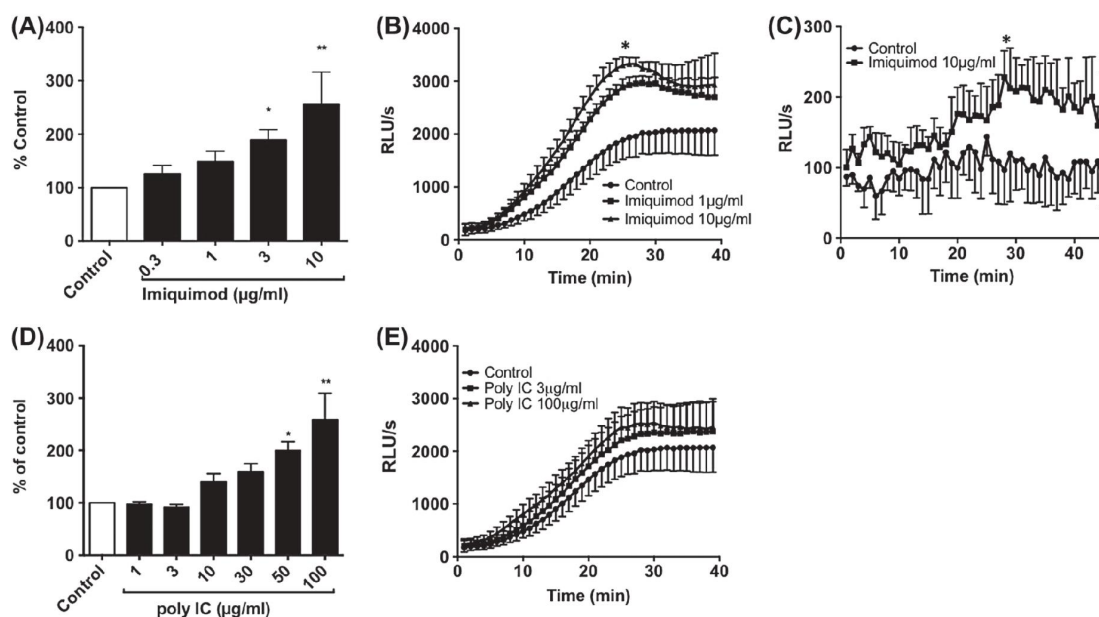 (A)
400
300
200
150
100
50
0
% Control
*
**
Control
0.3
1
3
10
Imiquimod (µg/ml)
(B)
4000
3000
2000
1000
0
RLU/s
*
Control
Imiquimod 1µg/ml
Imiquimod 10µg/ml
0 10 20 30 40
Time (min)
(C)
300
200
100
0
RLU/s
*
Control
Imiquimod 10µg/ml
0 10 20 30 40
Time (min)
(D)
400
300
200
150
100
50
0
% of control
*
**
Control
1
3
10
30
50
100
poly IC (µg/ml)
(E)
4000
3000
2000
1000
0
RLU/s
Control
Poly IC 3µg/ml
Poly IC 100µg/ml
0 10 20 30 40
Time (min)